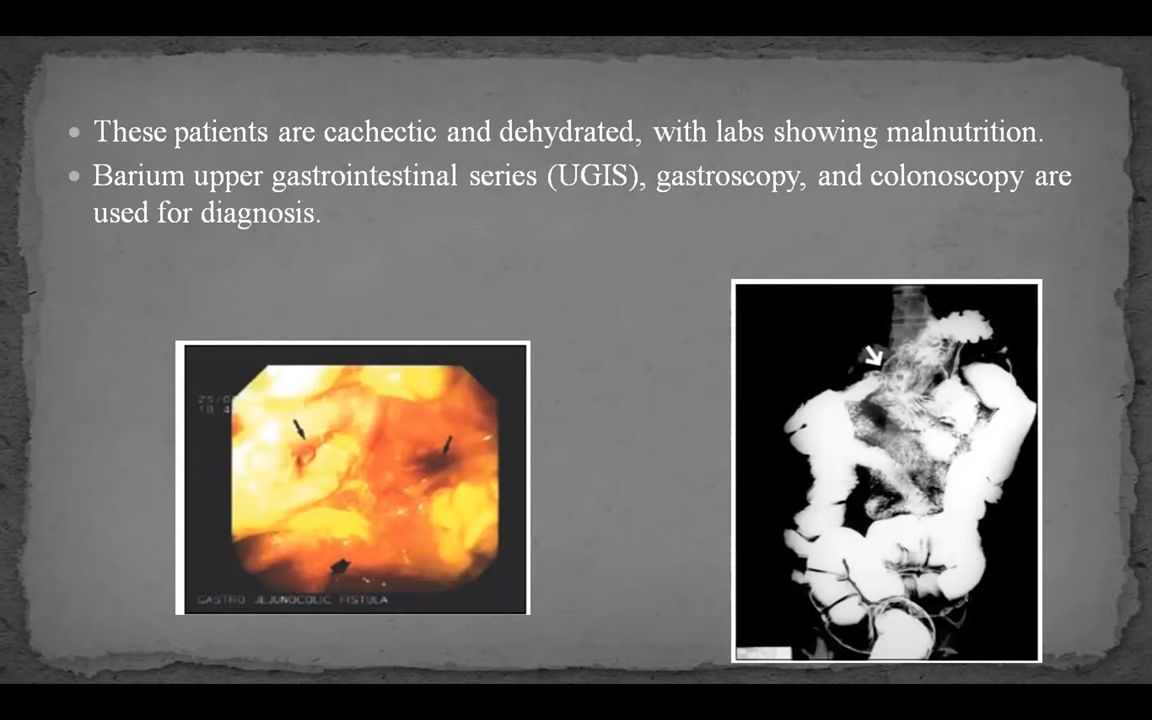 These patients are cachectic and dehydrated, with labs showing malnutrition.
Barium upper gastrointestinal series (UGIS), gastroscopy, and colonoscopy are
used for diagnosis.
GASTRO JEJUNOCOLIC FISTULA